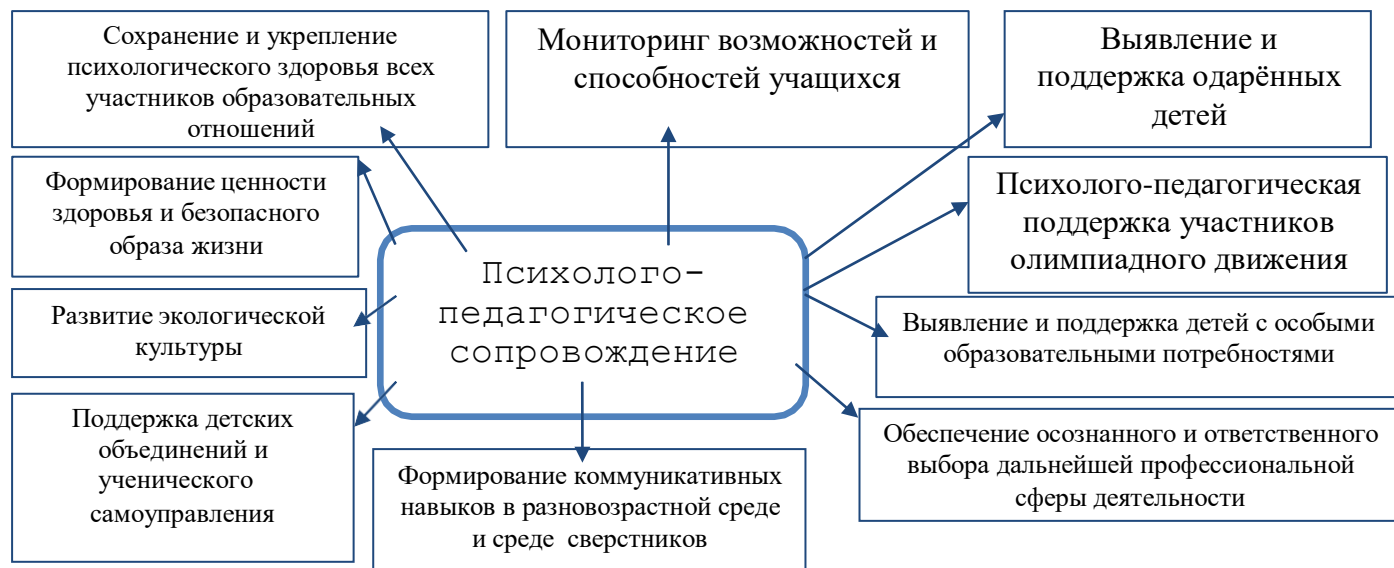 Сохранение и укрепление
психологического здоровья всех
участников образовательных
отношений
Мониторинг возможностей и
способностей учащихся
Выявление и
поддержка одарённых
детей
Формирование ценности
здоровья и безопасного
образа жизни
Психолого-педагогическая
поддержка участников
олимпиадного движения
Психолого-
педагогическое
сопровождение
Развитие экологической
культуры
Выявление и поддержка детей с особыми
образовательными потребностями
Поддержка детских
объединений и
ученического
самоуправления
Формирование коммуникативных
навыков в разновозрастной среде
и среде сверстников
Обеспечение осознанного и ответственного
выбора дальнейшей профессиональной
сферы деятельности